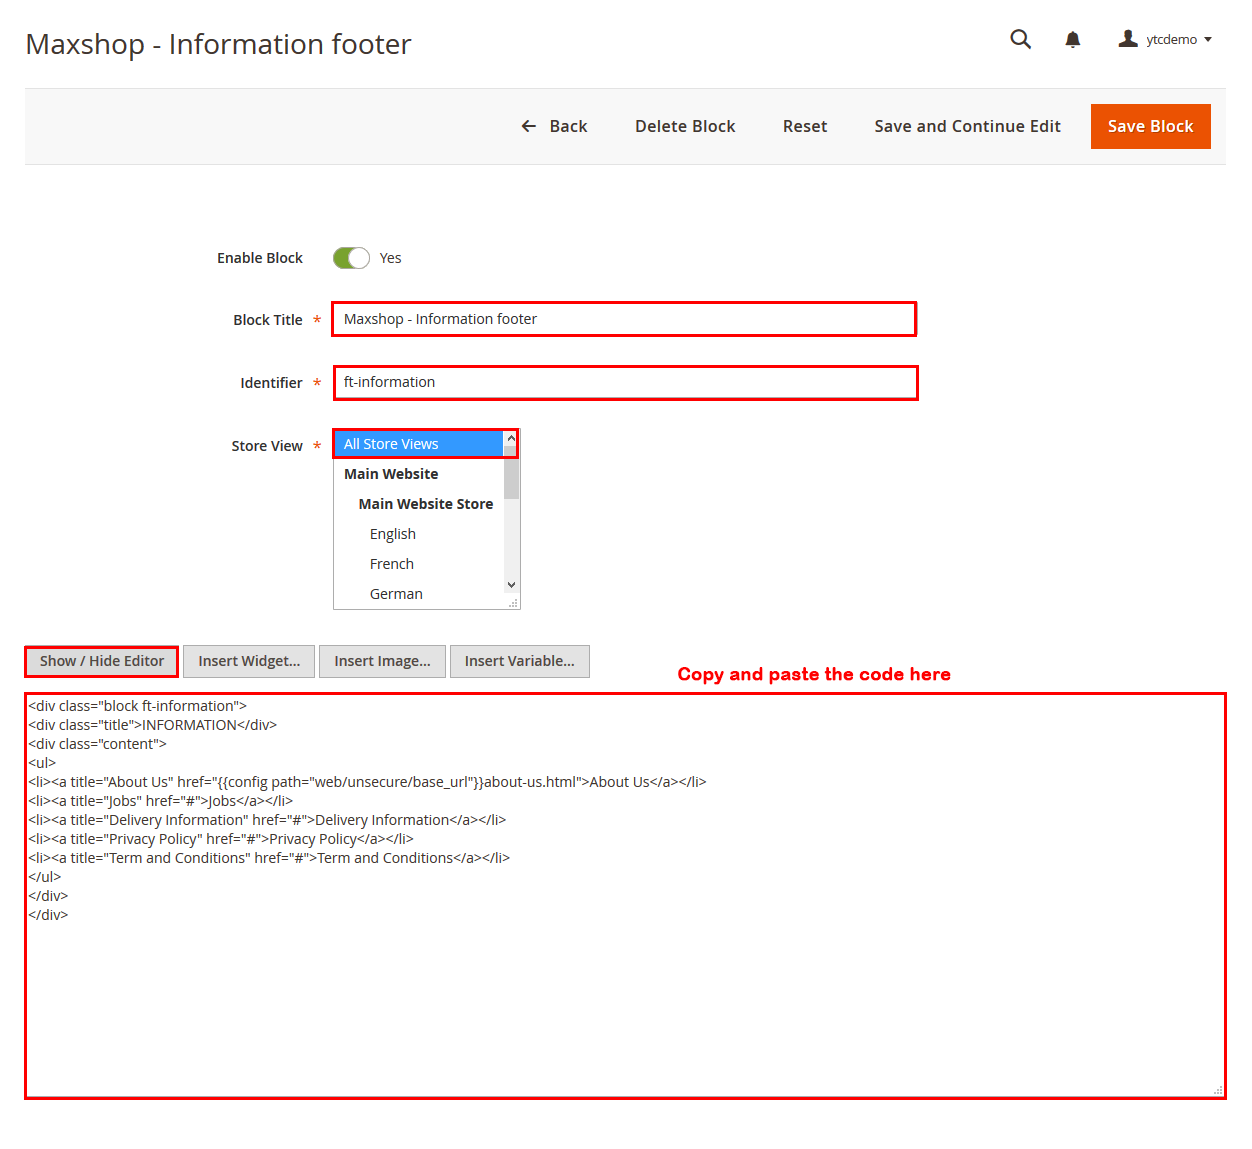 Maxshop - Information footer
ytcdemo
Back
Delete Block
Reset
Save and Continue Edit
Save Block
Enable Block
Yes
Block Title *
Maxshop - Information footer
Identifier *
ft-information
Store View *
All Store Views
Main Website
Main Website Store
English
French
German
Show / Hide Editor
Insert Widget...
Insert Image...
Insert Variable...
Copy and paste the code here
<div class="block ft-information">
<div class="title">INFORMATION</div>
<div class="content">
<ul>
<li><a title="About Us" href="{{config path="web/unsecure/base_url"}}about-us.html">About Us</a></li>
<li><a title="Jobs" href="#">Jobs</a></li>
<li><a title="Delivery Information" href="#">Delivery Information</a></li>
<li><a title="Privacy Policy" href="#">Privacy Policy</a></li>
<li><a title="Term and Conditions" href="#">Term and Conditions</a></li>
</ul>
</div>
</div>